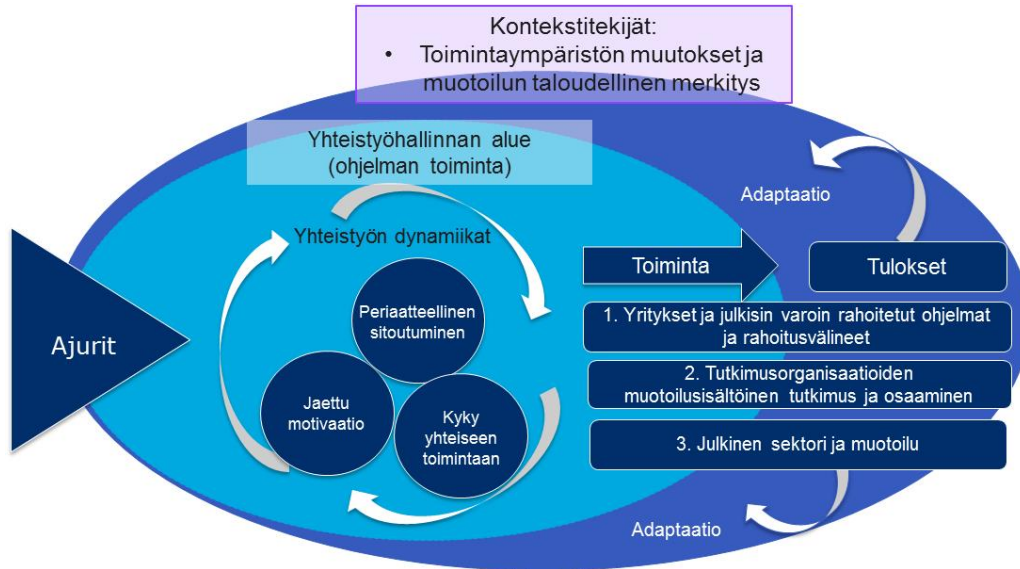 Kontekstitekijät:
• Toimintaympäristön muutokset ja
muotoilun taloudellinen merkitys
Yhteistyöhallinnan alue
(ohjelman toiminta)
Adaptaatio
Yhteistyön dynamiikat
Ajurit
Periaatteellinen
sitoutuminen
Jaettu
motivaatio
Kyky
yhteiseen
toimintaan
Toiminta
Tulokset
1. Yritykset ja julkisin varoin rahoitetut ohjelmat
ja rahoitusvälineet
2. Tutkimusorganisaatioiden
muotoilusisältöinen tutkimus ja osaaminen
3. Julkinen sektori ja muotoilu
Adaptaatio